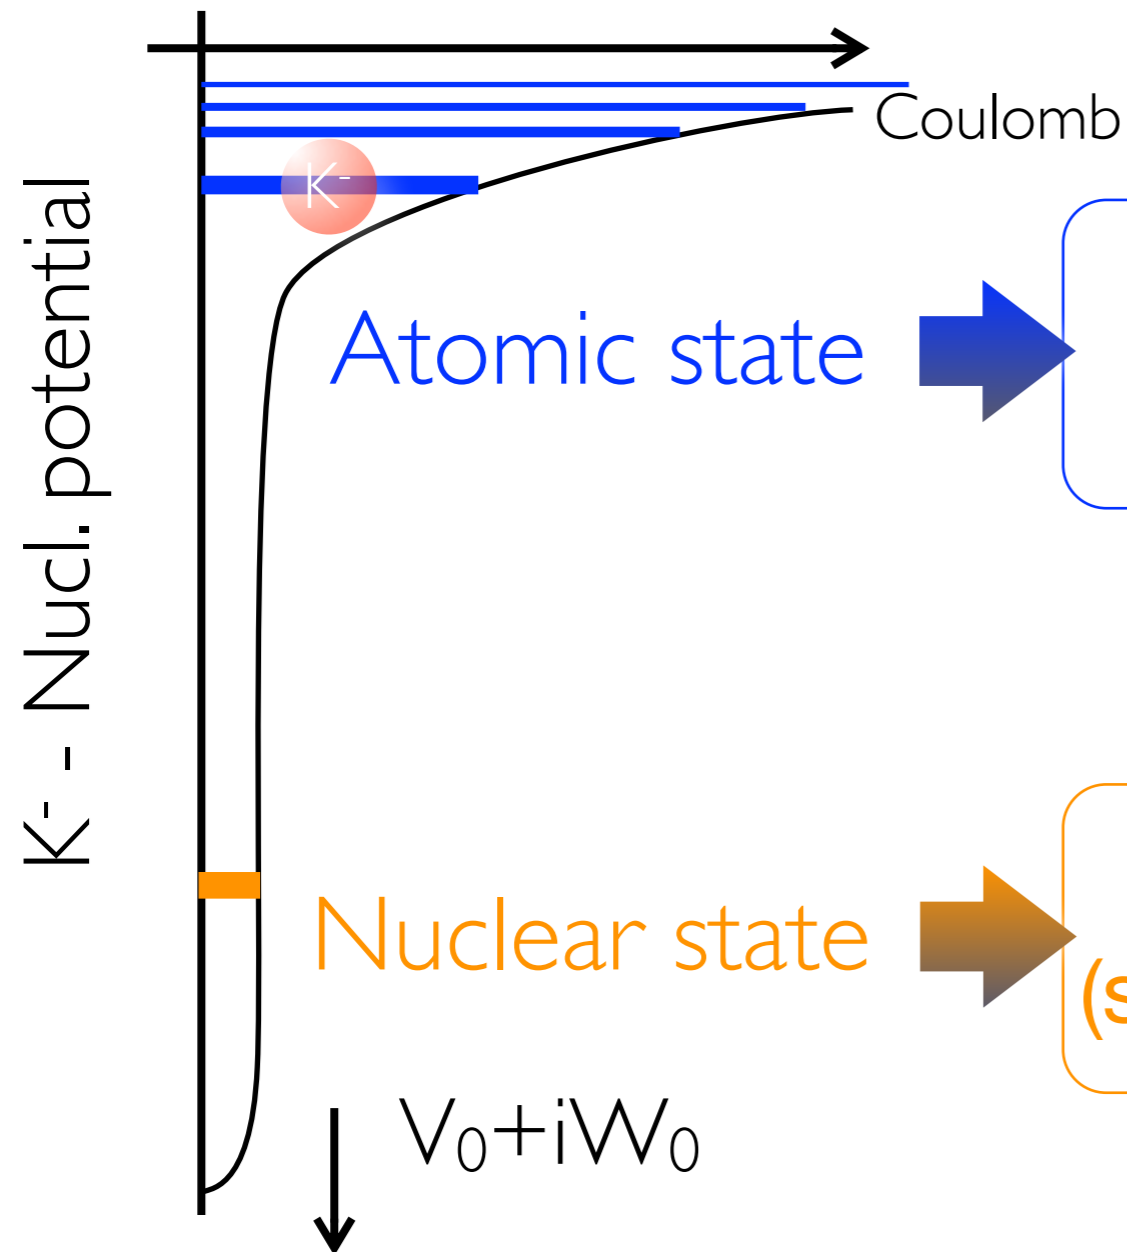 Coulomb
K⁻
K⁻ - Nucl. potential
Atomic state
Nuclear state
(s
V₀+iW₀